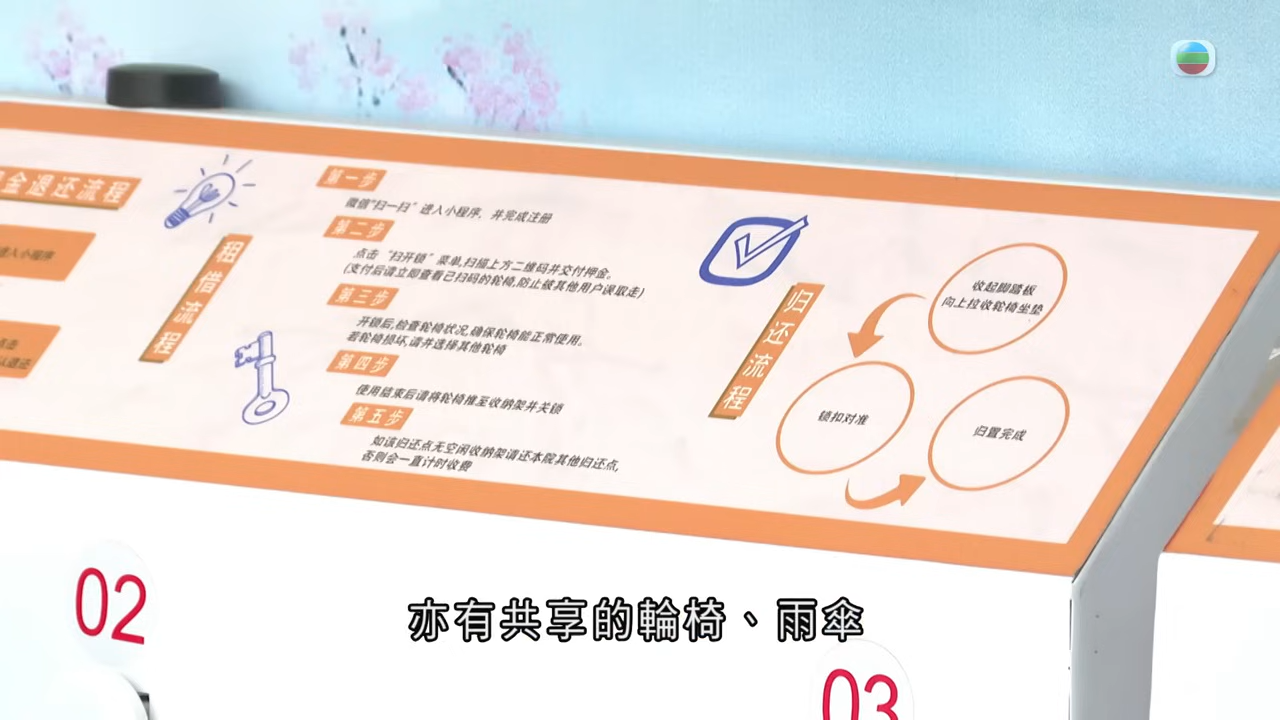 金退还流程
进入小程序
点击
认退还
租借流程
第一步
微信"扫一扫"进入小程序，并完成注册
第二步
点击"扫开锁"菜单,扫描上方二维码并交付押金。
(支付后请立即查看已扫码的轮椅,防止被其他用户误取走)
第三步
开锁后,检查轮椅状况,确保轮椅能正常使用。
若轮椅损坏,请并选择其他轮椅
第四步
使用结束后请将轮椅推至收纳架并关锁
第五步
如该归还点无空闲收纳架请还本院其他归还点,
否则会一直计时收费
归还流程
收起脚踏板
向上拉收轮椅坐垫
锁扣对准
归置完成
02
03
亦有共享的輪椅、雨傘